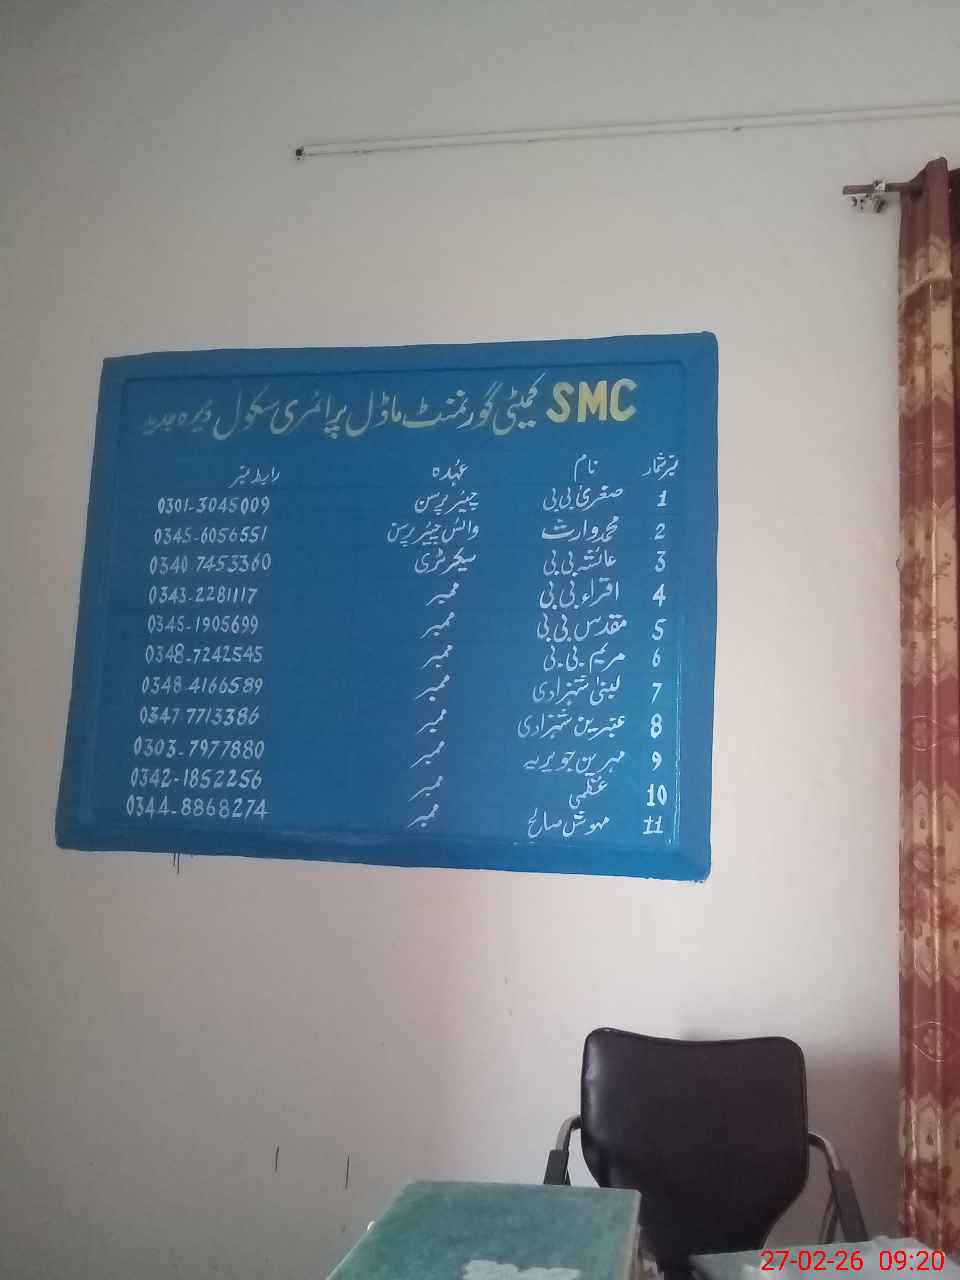 SMC کمیٹی گورنمنٹ ماڈل پرائمری سکول ڈیرہ جدید
نمبر شمار نام عہدہ رابطہ نمبر
1 صغریٰ بی بی چیئر پرسن 0301-3045009
2 محمد وارث وائس چیئر پرسن 0345-6056551
3 عائشہ بی بی سیکرٹری 0340 7453360
4 اقراء بی بی ممبر 0343-2281117
5 مقدس بی بی ممبر 0345-1905699
6 مریم بی بی ممبر 0348-7242545
7 لبنیٰ شہزادی ممبر 0348-4166589
8 عنبرین شہزادی ممبر 0347 7713386
9 مہرین جویریہ ممبر 0303-7977880
10 عظمیٰ ممبر 0342-1852256
11 مہوش صالح ممبر 0344-8868274
27-02-26 09:20